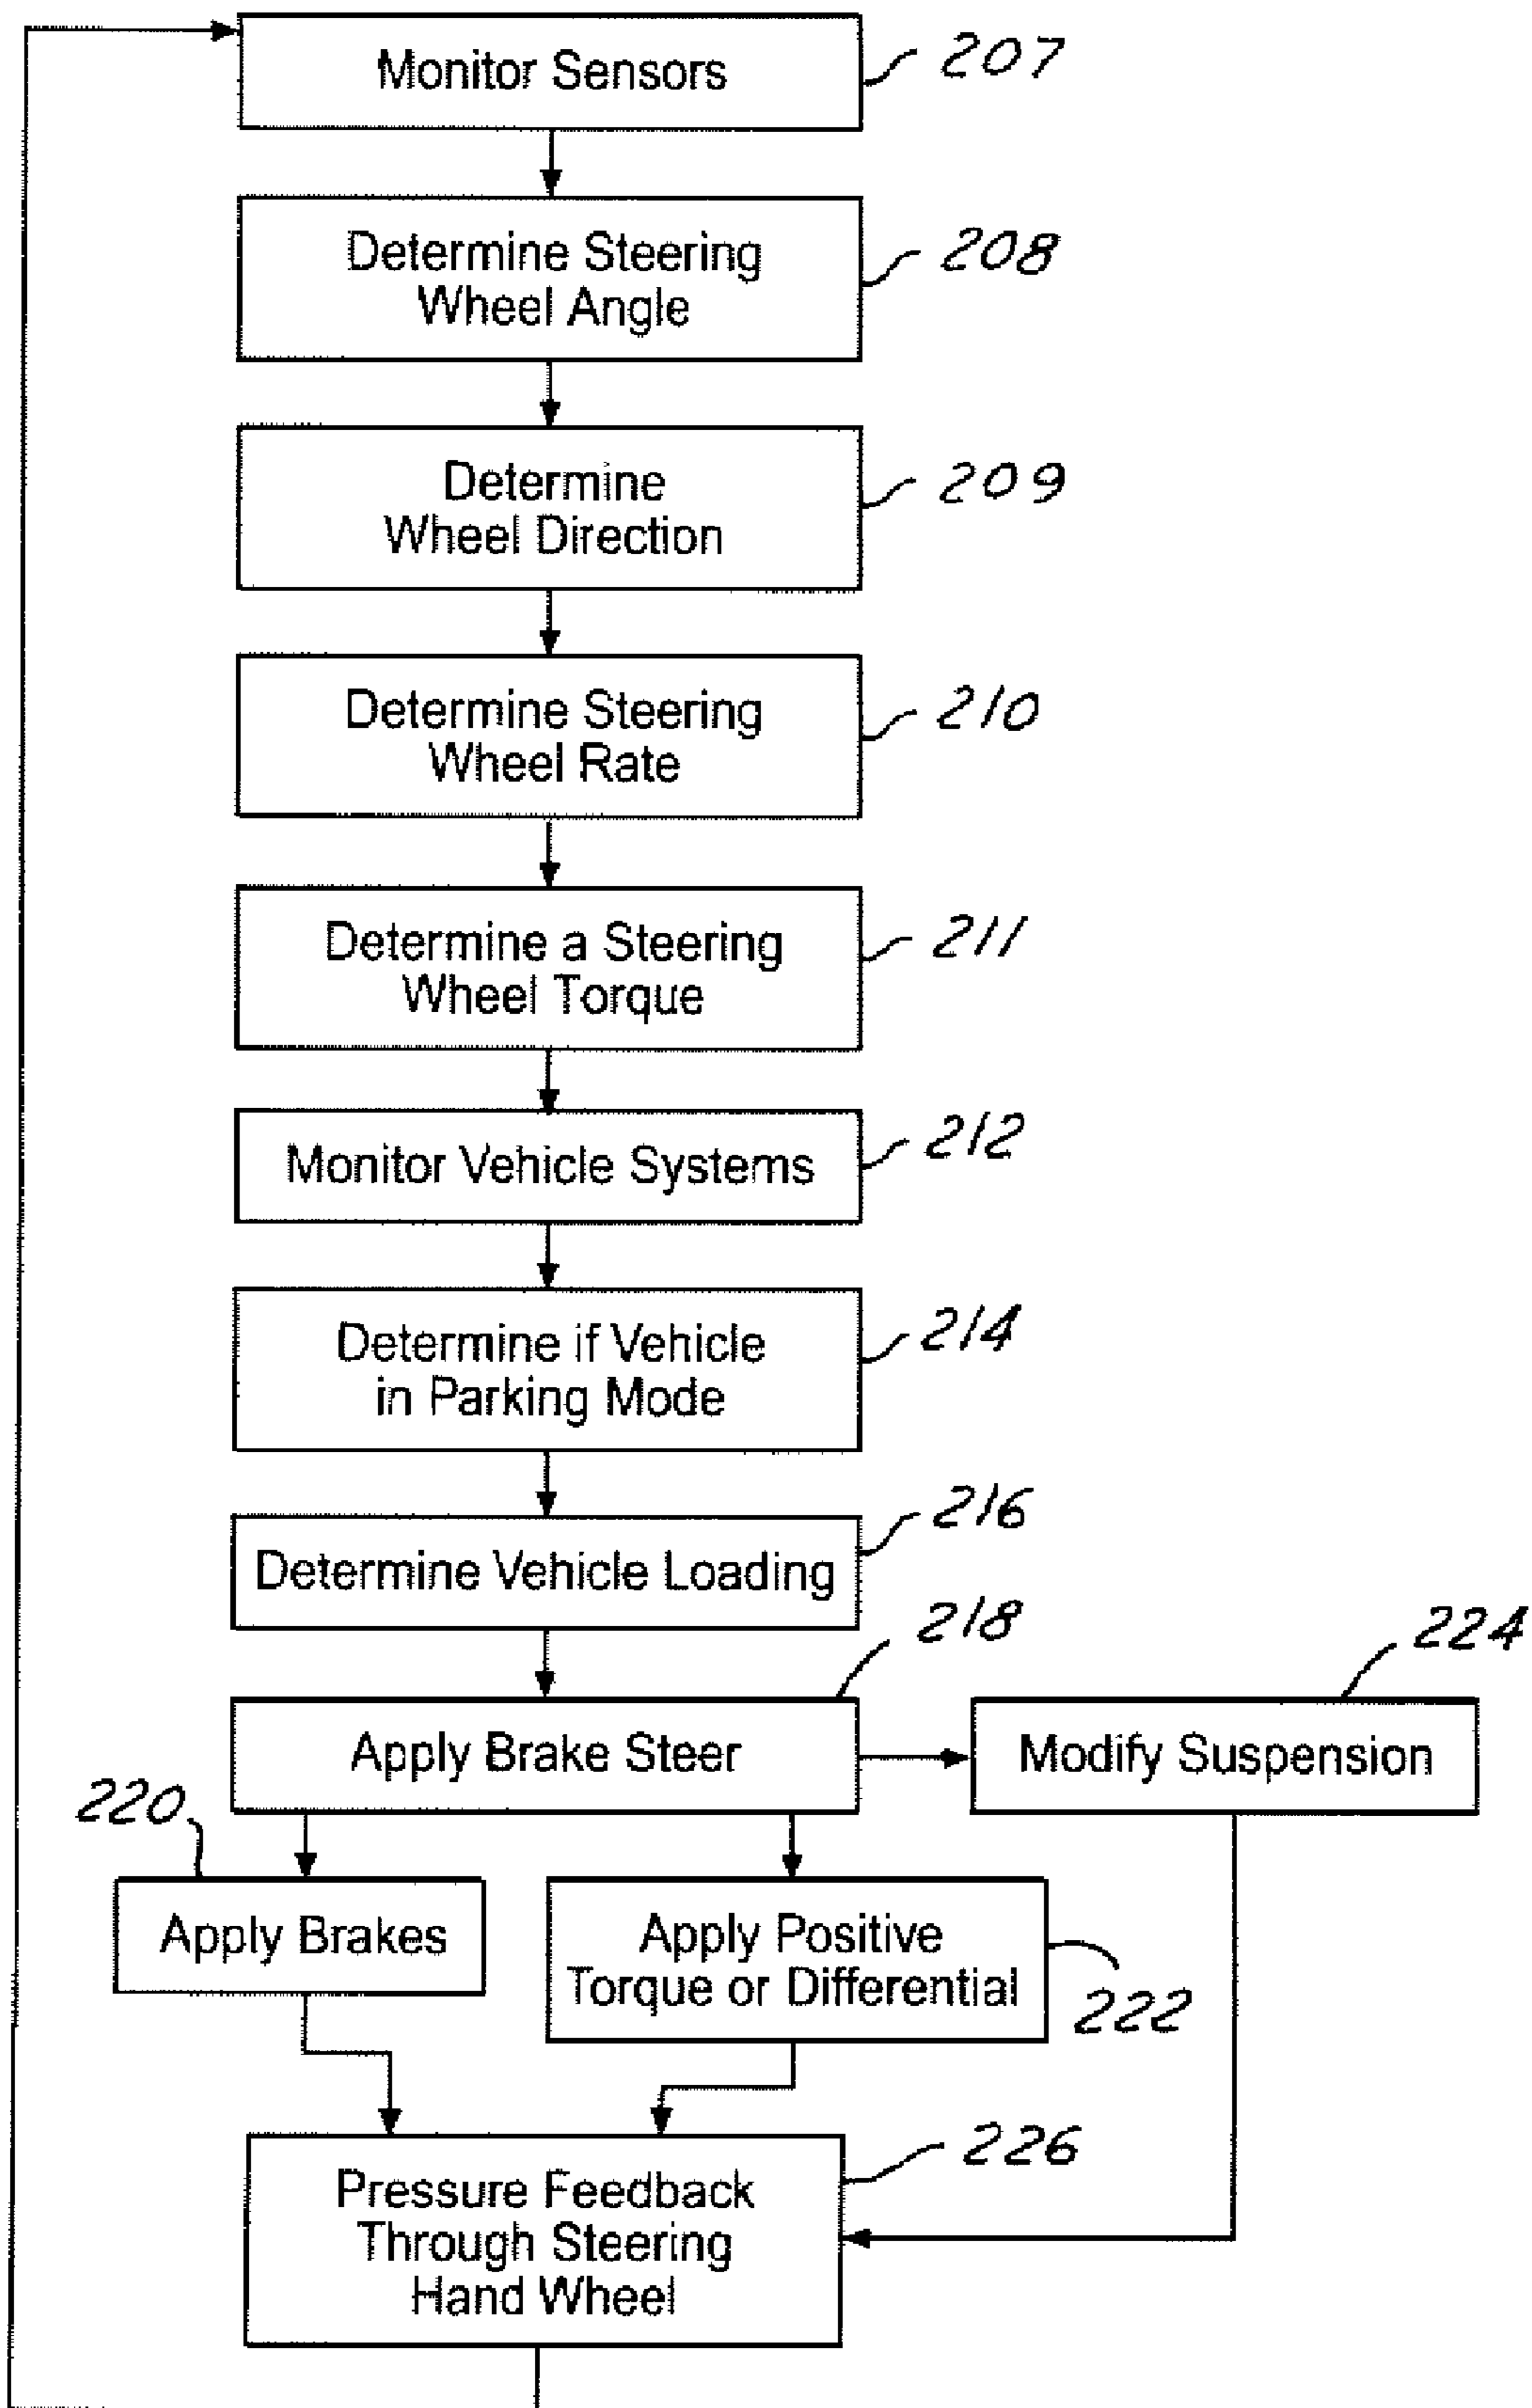 Monitor Sensors
207
Determine Steering
Wheel Angle
208
Determine
Wheel Direction
209
Determine Steering
Wheel Rate
210
Determine a Steering
Wheel Torque
211
Monitor Vehicle Systems
212
Determine if Vehicle
in Parking Mode
214
Determine Vehicle Loading
216
Apply Brake Steer
218
Modify Suspension
224
220
Apply Brakes
Apply Positive
Torque or Differential
222
Pressure Feedback
Through Steering
Hand Wheel
226